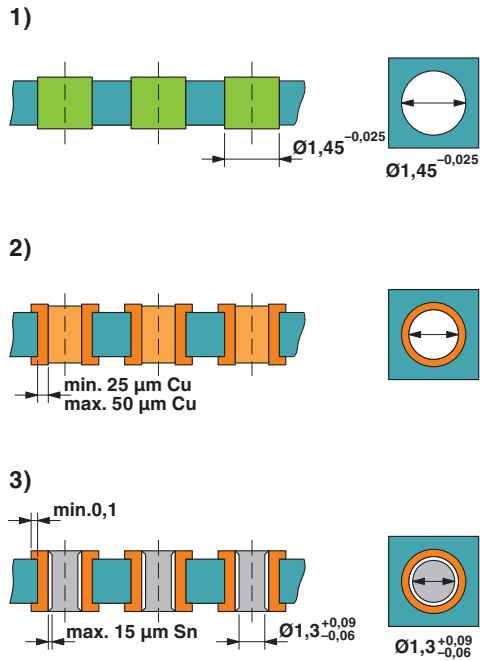 1)
Ø1,45 −0,025
Ø1,45 −0,025
2)
min. 25 µm Cu
max. 50 µm Cu
3)
min.0,1
max. 15 µm Sn
Ø1,3 +0,09 −0,06
Ø1,3 +0,09 −0,06